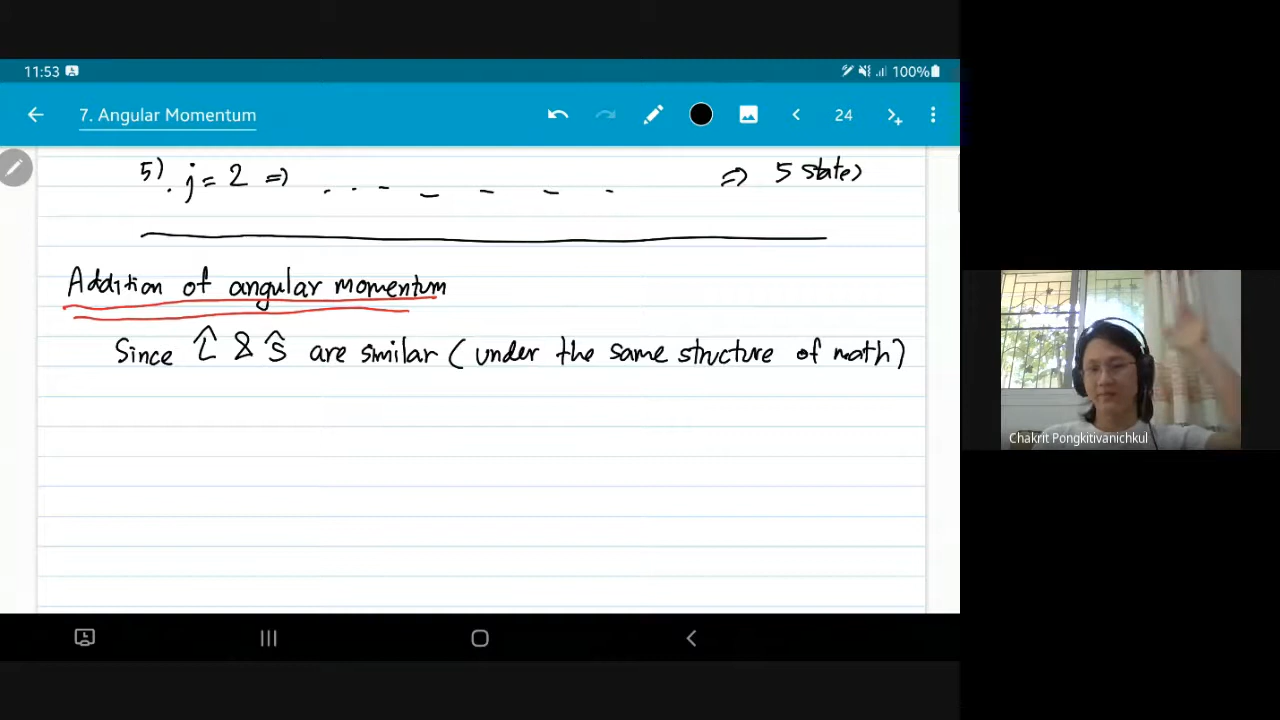 11:53 100%
7. Angular Momentum 24
5). j = 2 => . . - _ - - . => 5 states
Addition of angular momentum
Since L̂ & Ŝ are similar ( under the same structure of math)
Chakrit Pongkitivanichkul